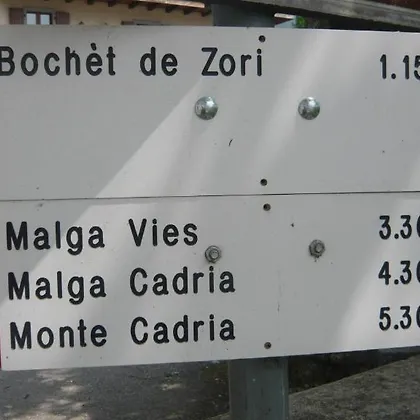 Bochèt de Zori 1.15
Malga Vies 3.30
Malga Cadria 4.30
Monte Cadria 5.30